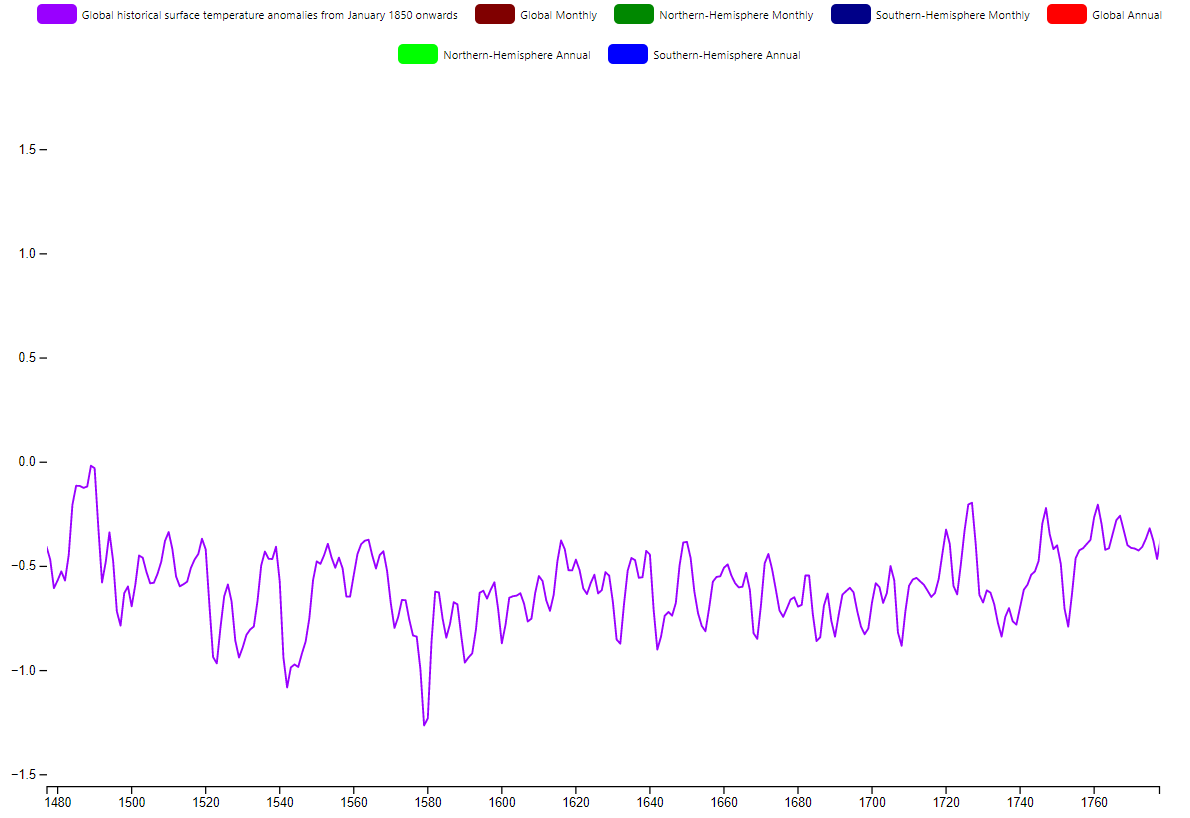 Global historical surface temperature anomalies from January 1850 onwards Global Monthly Northern-Hemisphere Monthly Southern-Hemisphere Monthly Global Annual
Northern-Hemisphere Annual Southern-Hemisphere Annual
1.5
1.0
0.5
0.0
−0.5
−1.0
−1.5
1480 1500 1520 1540 1560 1580 1600 1620 1640 1660 1680 1700 1720 1740 1760